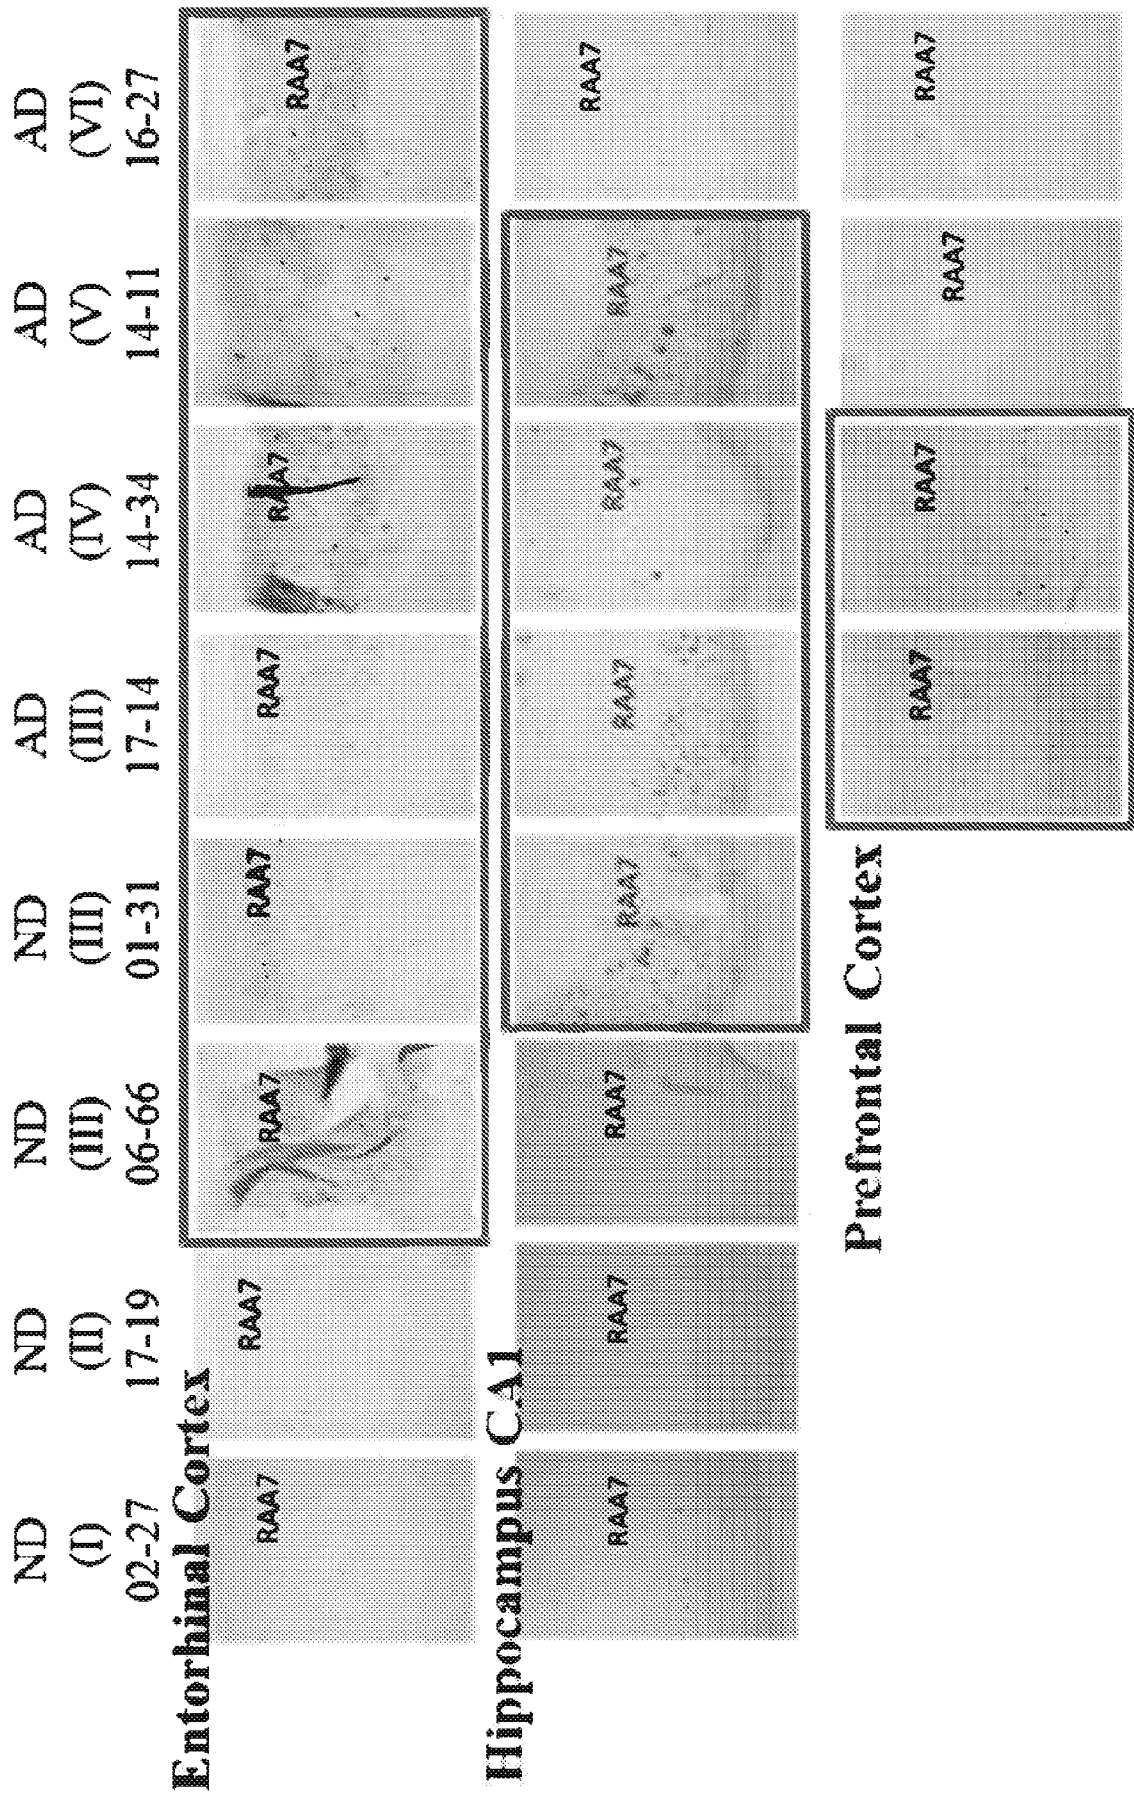 ND ND ND ND AD AD AD AD
(I) (II) (III) (III) (III) (IV) (V) (VI)
02-27 17-19 06-66 01-31 17-14 14-34 14-11 16-27
Entorhinal Cortex
RAA7 RAA7 RAA7 RAA7 RAA7 RAA7 RAA7
Hippocampus CA1
RAA7 RAA7 RAA7 RAA7 RAA7 RAA7 RAA7 RAA7
Prefrontal Cortex
RAA7 RAA7 RAA7 RAA7